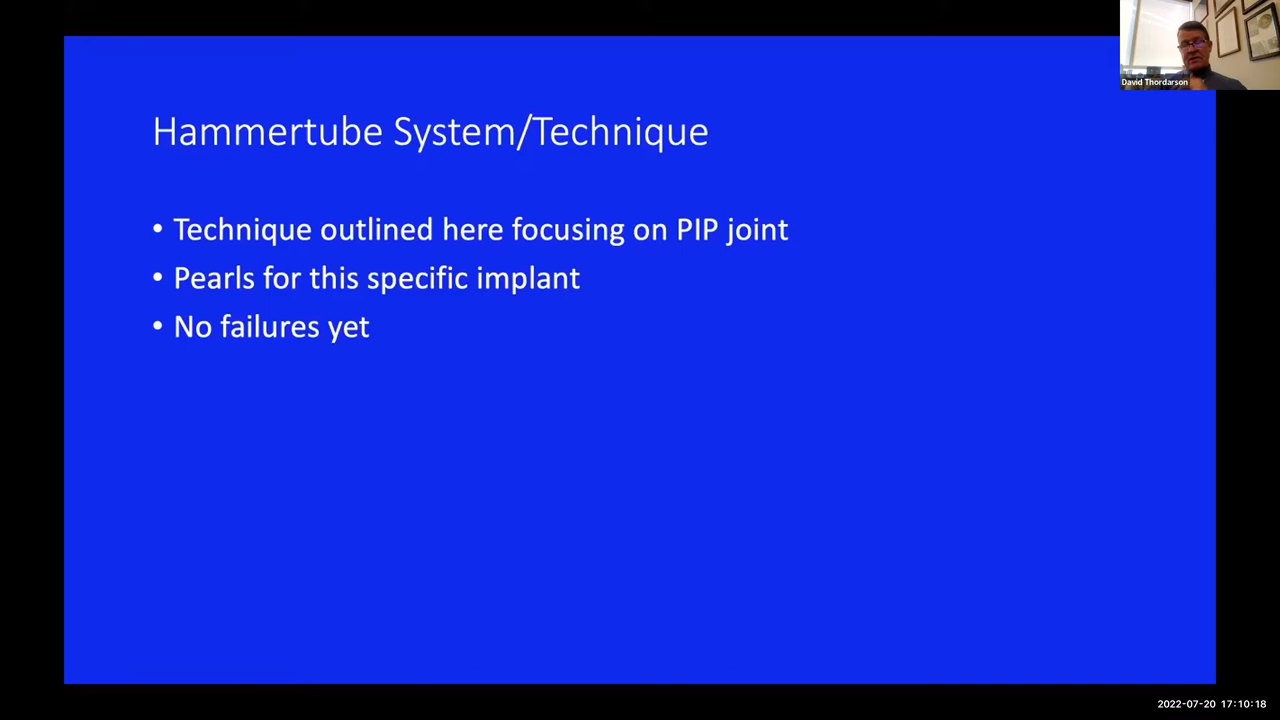 David Thordarson
Hammertube System/Technique
• Technique outlined here focusing on PIP joint
• Pearls for this specific implant
• No failures yet
2022-07-20 17:10:18